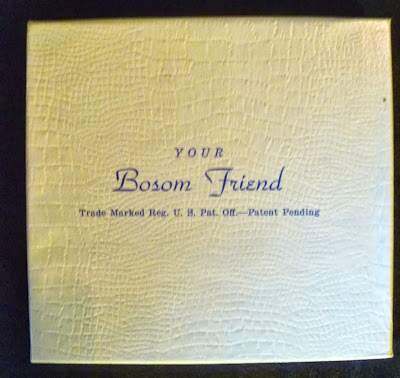 YOUR
Bosom Friend
Trade Marked Reg. U. S. Pat. Off.—Patent Pending